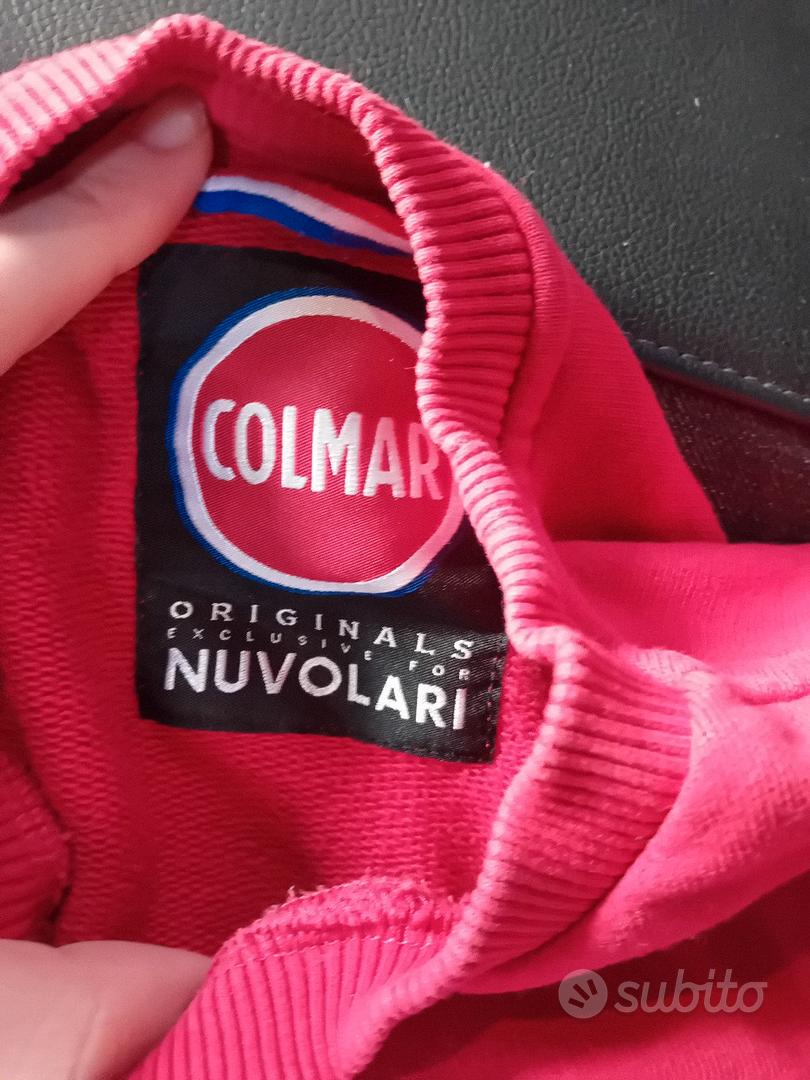 COLMAR
ORIGINALS
EXCLUSIVE FOR
NUVOLARI
subito